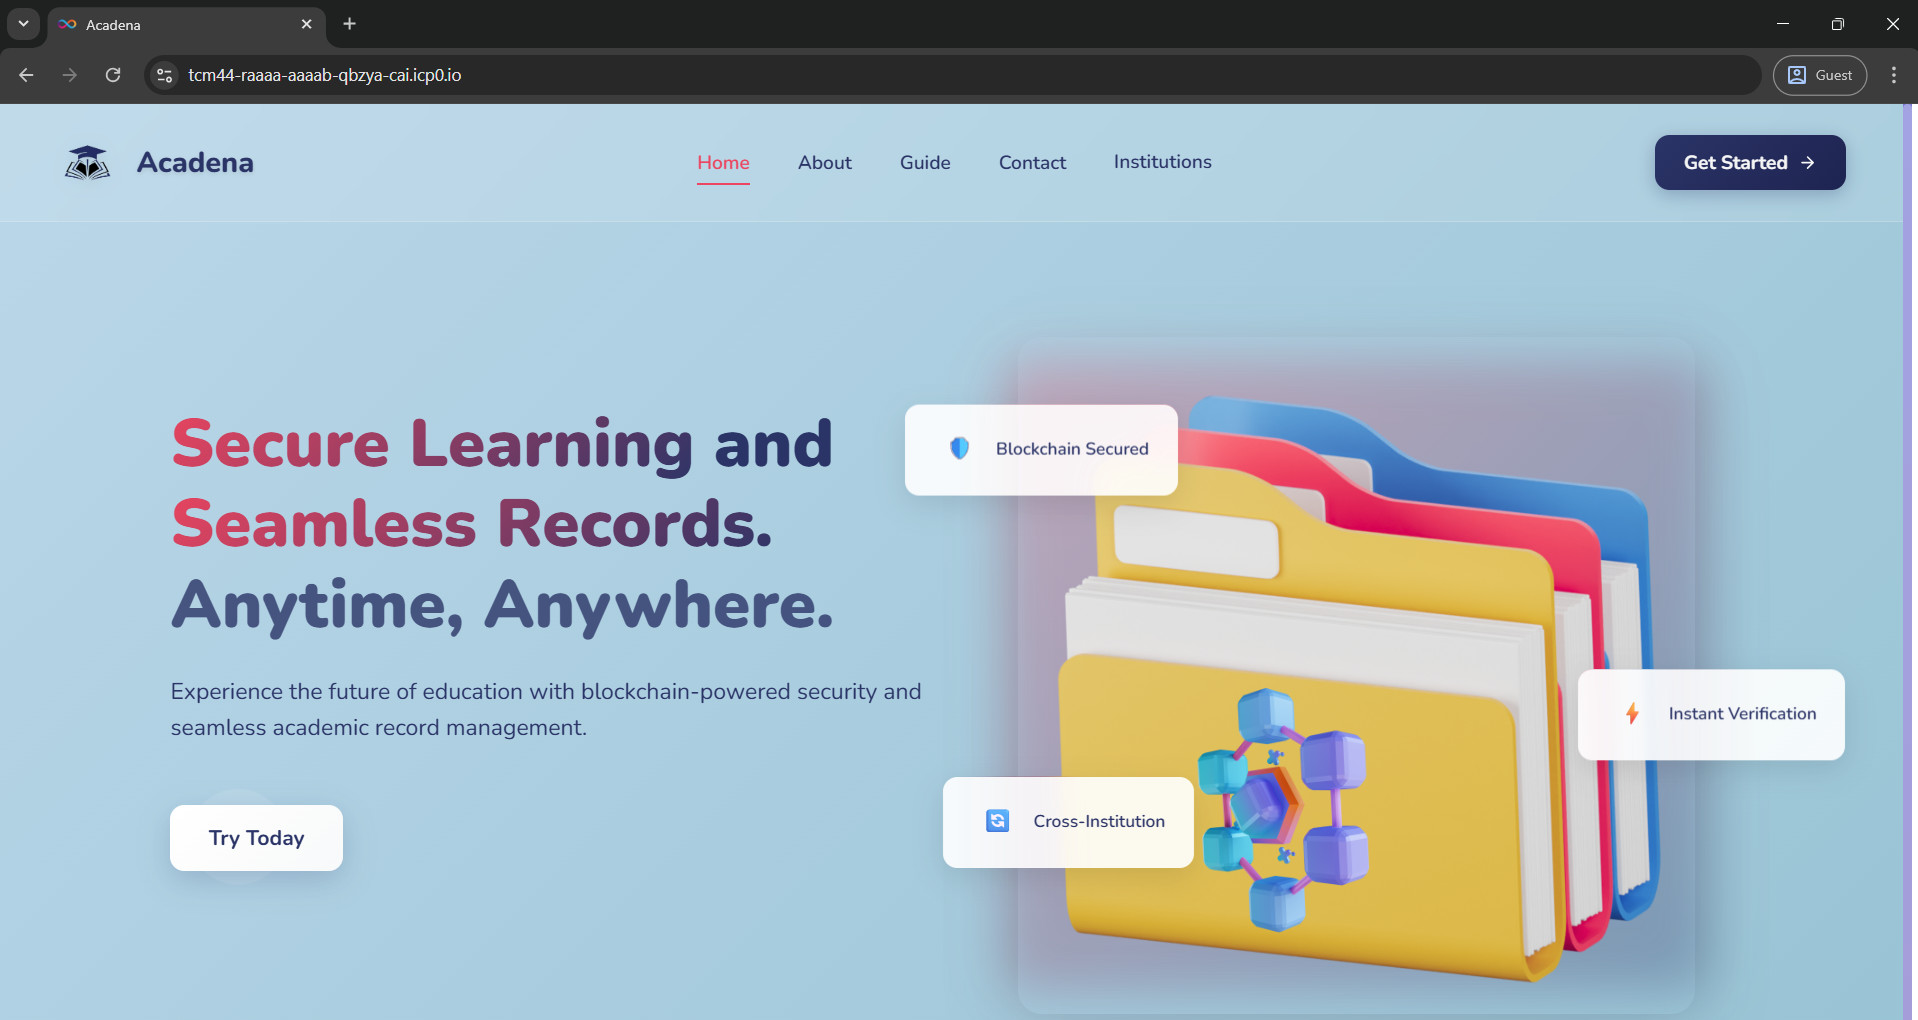 Acadena
tcm44-raaaa-aaaab-qbzya-cai.icp0.io
Guest
Acadena
Home
About
Guide
Contact
Institutions
Get Started
Secure Learning and
Seamless Records.
Anytime, Anywhere.
Experience the future of education with blockchain-powered security and
seamless academic record management.
Try Today
Blockchain Secured
Instant Verification
Cross-Institution